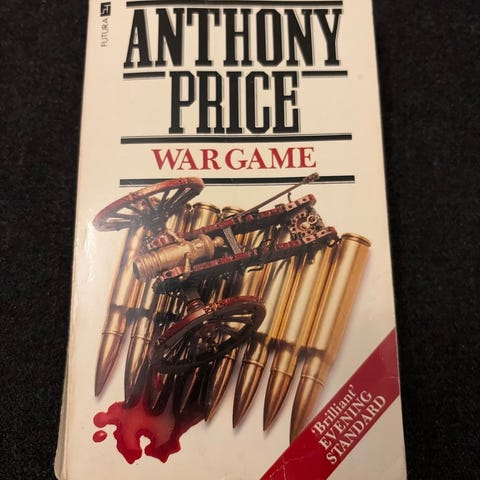 FUTURA
ANTHONY
PRICE
WAR GAME
'Brilliant'
EVENING
STANDARD